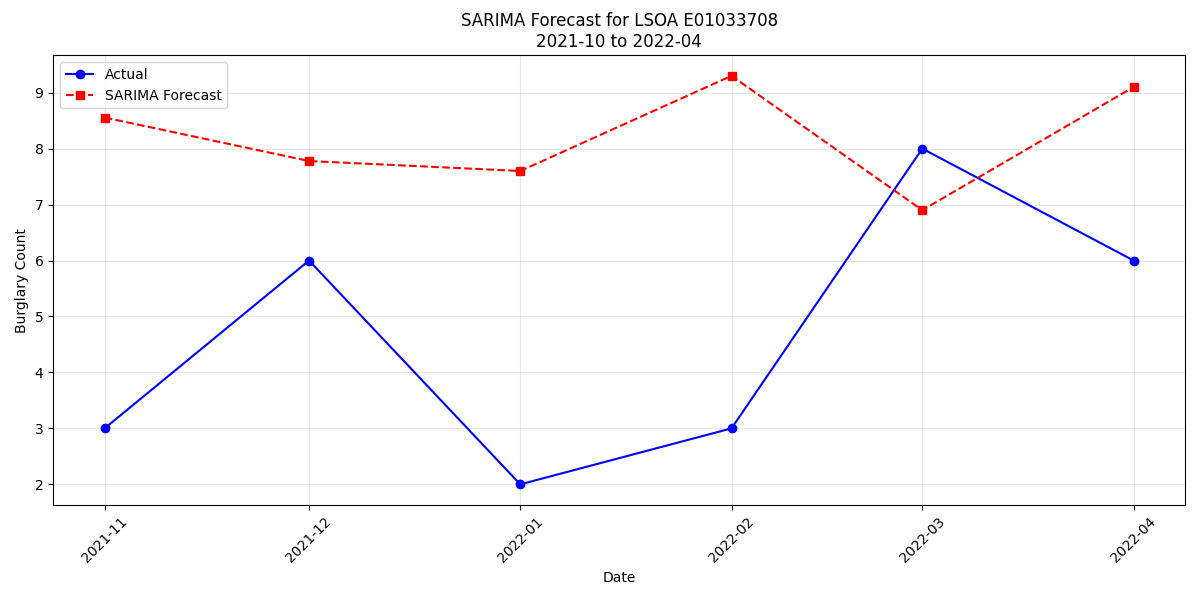 SARIMA Forecast for LSOA E01033708
2021-10 to 2022-04
Actual
SARIMA Forecast
Burglary Count
9
8
7
6
5
4
3
2
2021-11
2021-12
2022-01
2022-02
2022-03
2022-04
Date